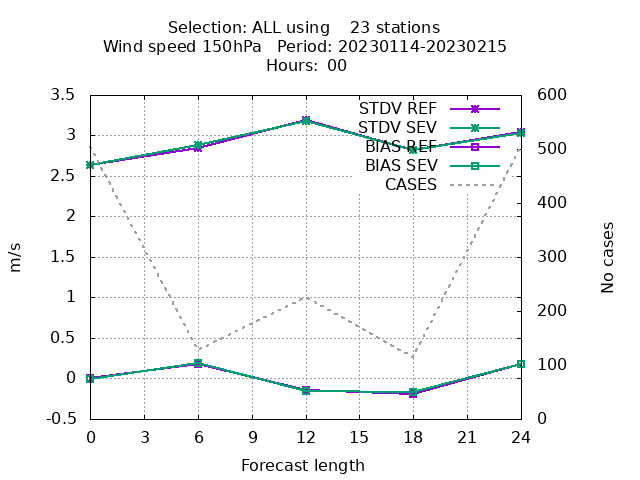 Selection: ALL using    23 stations
Wind speed 150hPa   Period: 20230114-20230215
Hours: 00
3.5
3
2.5
2
1.5
1
0.5
0
-0.5
m/s
STDV REF
STDV SEV
BIAS REF
BIAS SEV
CASES
600
500
400
300
200
100
0
No cases
0 3 6 9 12 15 18 21 24
Forecast length